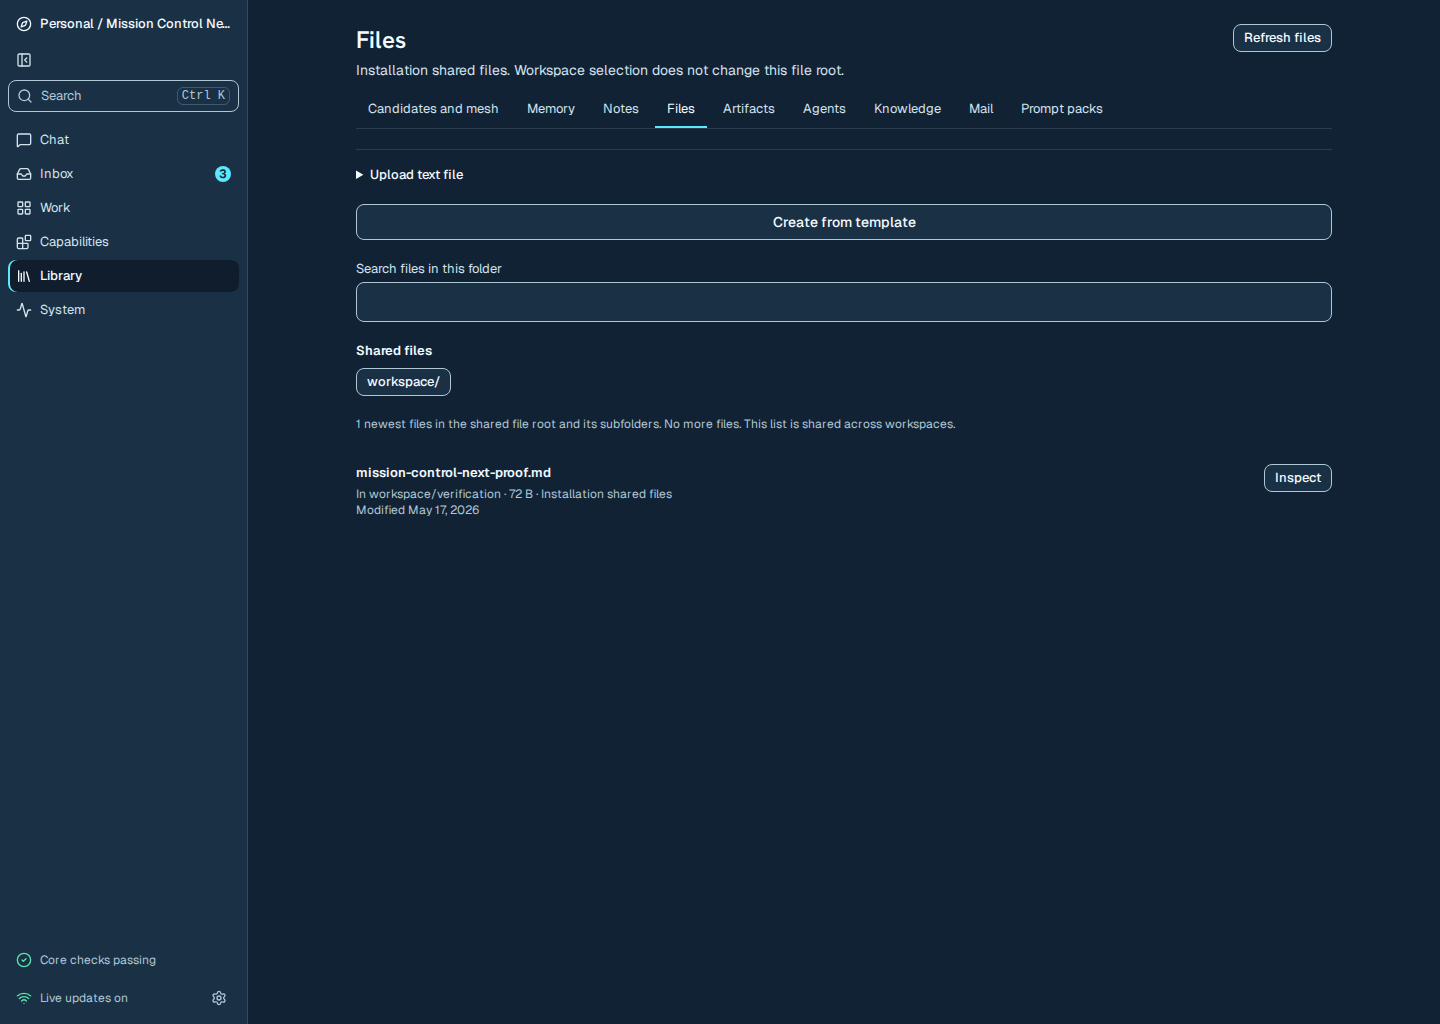 Personal / Mission Control Ne...
Search
Ctrl K
Chat
Inbox
3
Work
Capabilities
Library
System
Core checks passing
Live updates on
Files
Refresh files
Installation shared files. Workspace selection does not change this file root.
Candidates and mesh
Memory
Notes
Files
Artifacts
Agents
Knowledge
Mail
Prompt packs
Upload text file
Create from template
Search files in this folder
Shared files
workspace/
1 newest files in the shared file root and its subfolders. No more files. This list is shared across workspaces.
mission-control-next-proof.md
Inspect
In workspace/verification · 72 B · Installation shared files
Modified May 17, 2026